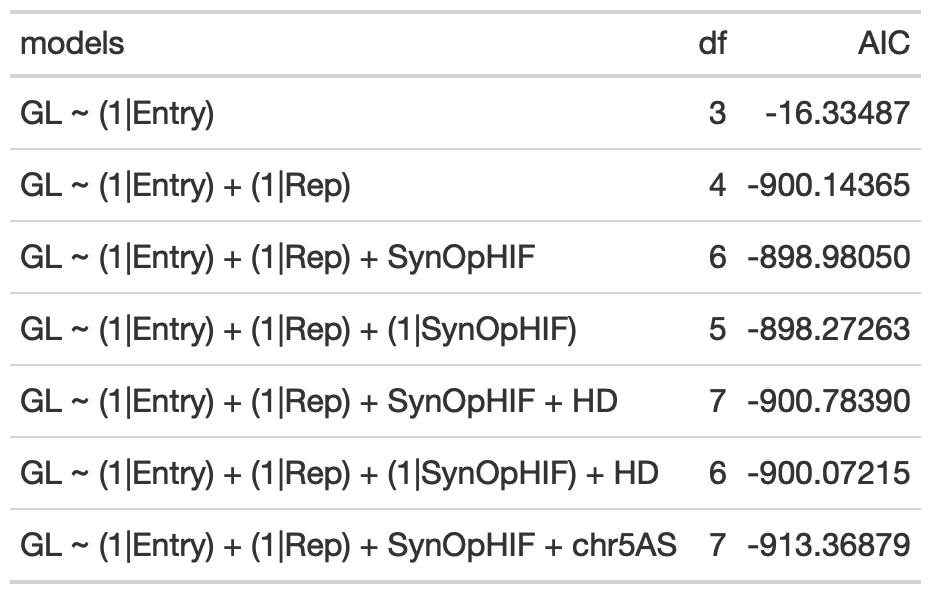 models df AIC
GL ~ (1|Entry) 3 -16.33487
GL ~ (1|Entry) + (1|Rep) 4 -900.14365
GL ~ (1|Entry) + (1|Rep) + SynOpHIF 6 -898.98050
GL ~ (1|Entry) + (1|Rep) + (1|SynOpHIF) 5 -898.27263
GL ~ (1|Entry) + (1|Rep) + SynOpHIF + HD 7 -900.78390
GL ~ (1|Entry) + (1|Rep) + (1|SynOpHIF) + HD 6 -900.07215
GL ~ (1|Entry) + (1|Rep) + SynOpHIF + chr5AS 7 -913.36879